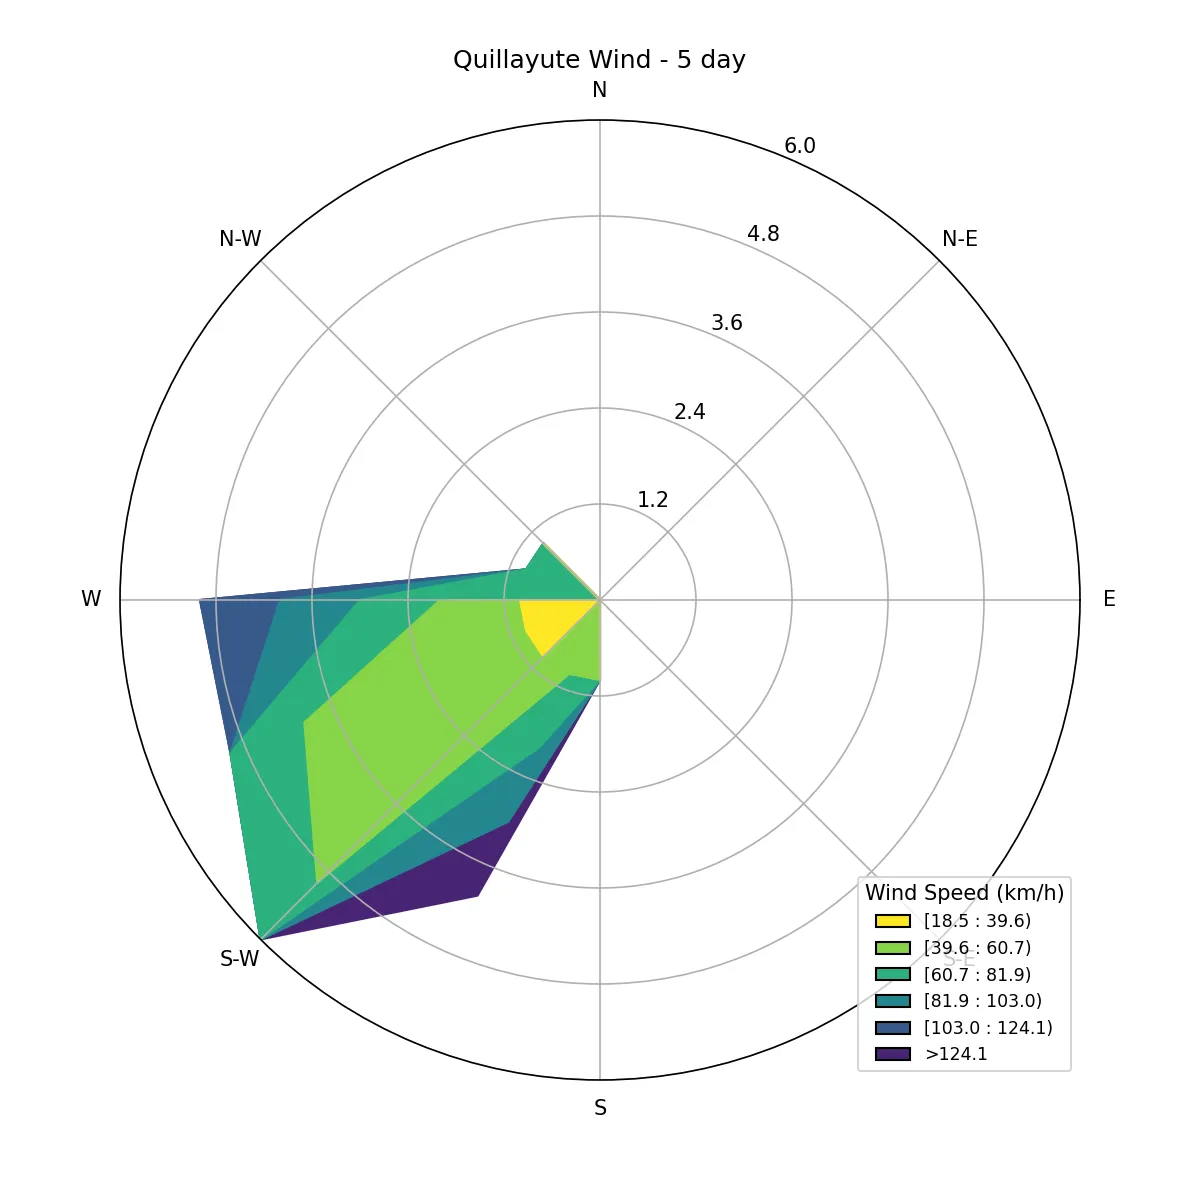 Quillayute Wind - 5 day
N
6.0
N-W
N-E
4.8
3.6
2.4
1.2
W
E
Wind Speed (km/h)
[18.5 : 39.6)
[39.6 : 60.7)
S-W
S-E
[60.7 : 81.9)
[81.9 : 103.0)
[103.0 : 124.1)
>124.1
S